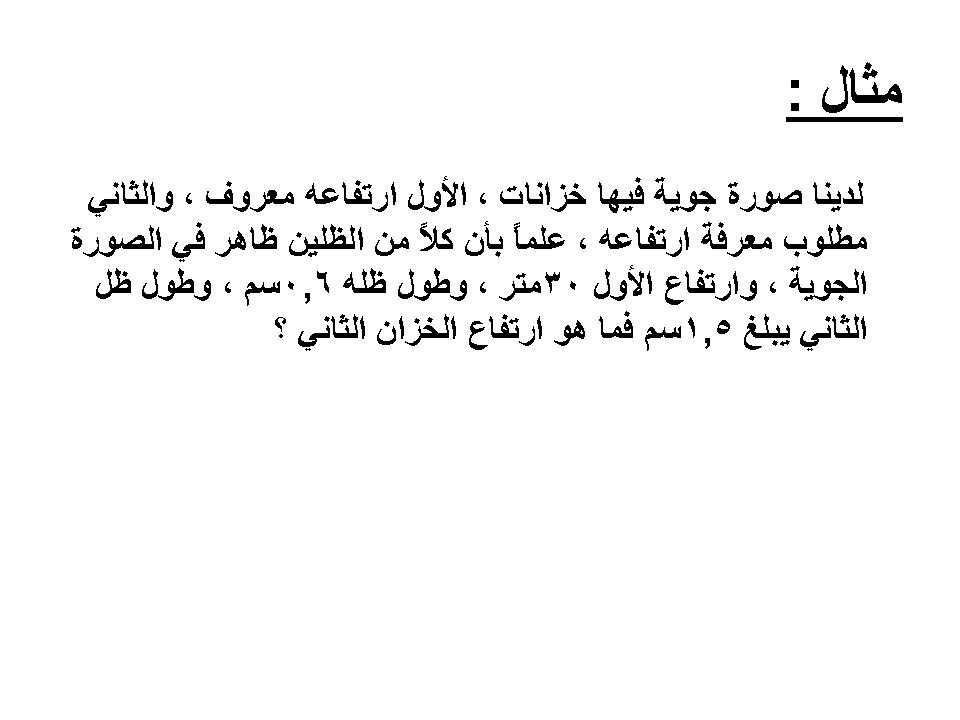 مثال :
لدينا صورة جوية فيها خزانات ، الأول ارتفاعه معروف ، والثاني
مطلوب معرفة ارتفاعه ، علماً بأن كلاً من الظلين ظاهر في الصورة
الجوية ، وارتفاع الأول ٣٠متر ، وطول ظله ٠,٦سم ، وطول ظل
الثاني يبلغ ١,٥سم فما هو ارتفاع الخزان الثاني ؟